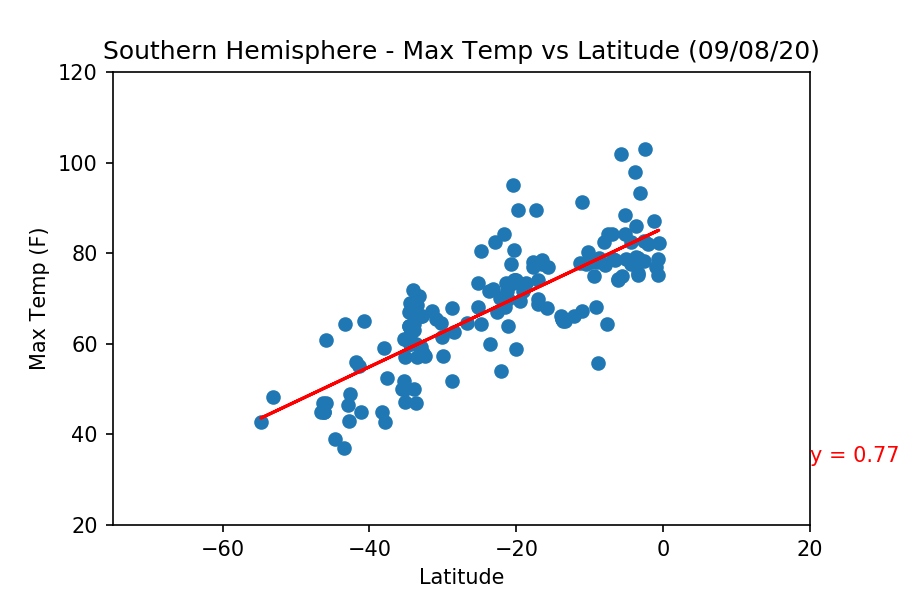 Southern Hemisphere - Max Temp vs Latitude (09/08/20)
120
100
80
60
40
20
Max Temp (F)
y = 0.77
−60
−40
−20
0
20
Latitude